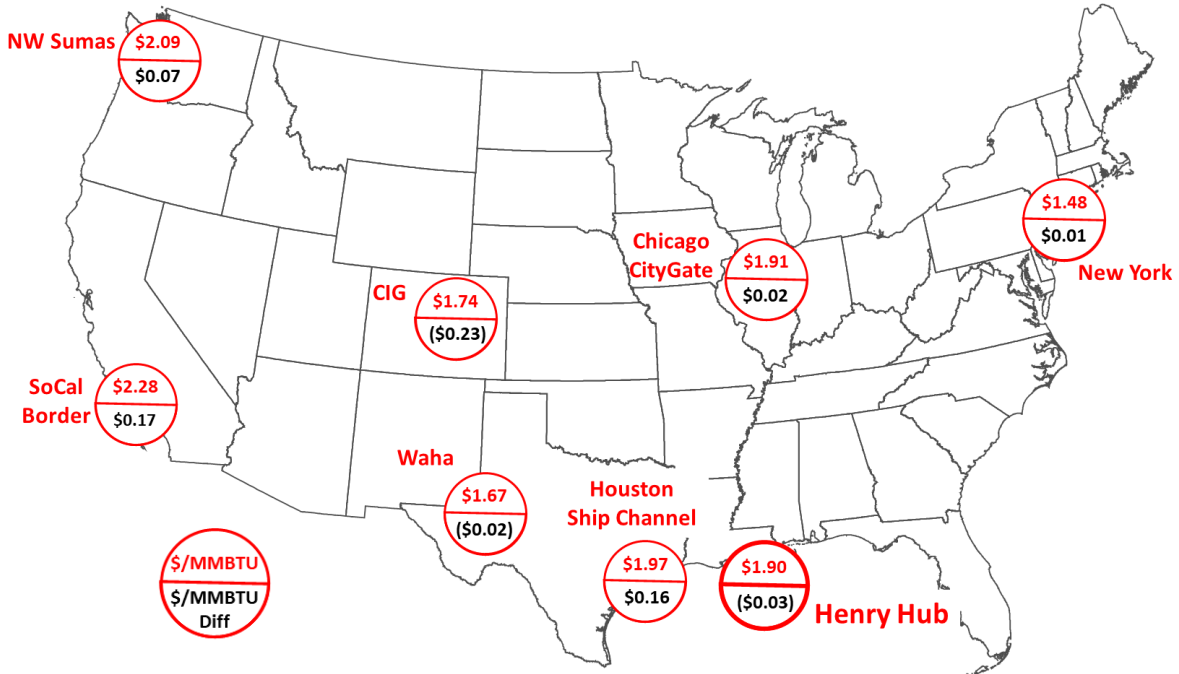 NW Sumas
$2.09
$0.07
$1.48
$0.01
New York
Chicago
CityGate
$1.91
$0.02
CIG
$1.74
($0.23)
SoCal
Border
$2.28
$0.17
Waha
$1.67
($0.02)
Houston
Ship Channel
$1.97
$0.16
$1.90
($0.03)
Henry Hub
$/MMBTU
$/MMBTU
Diff